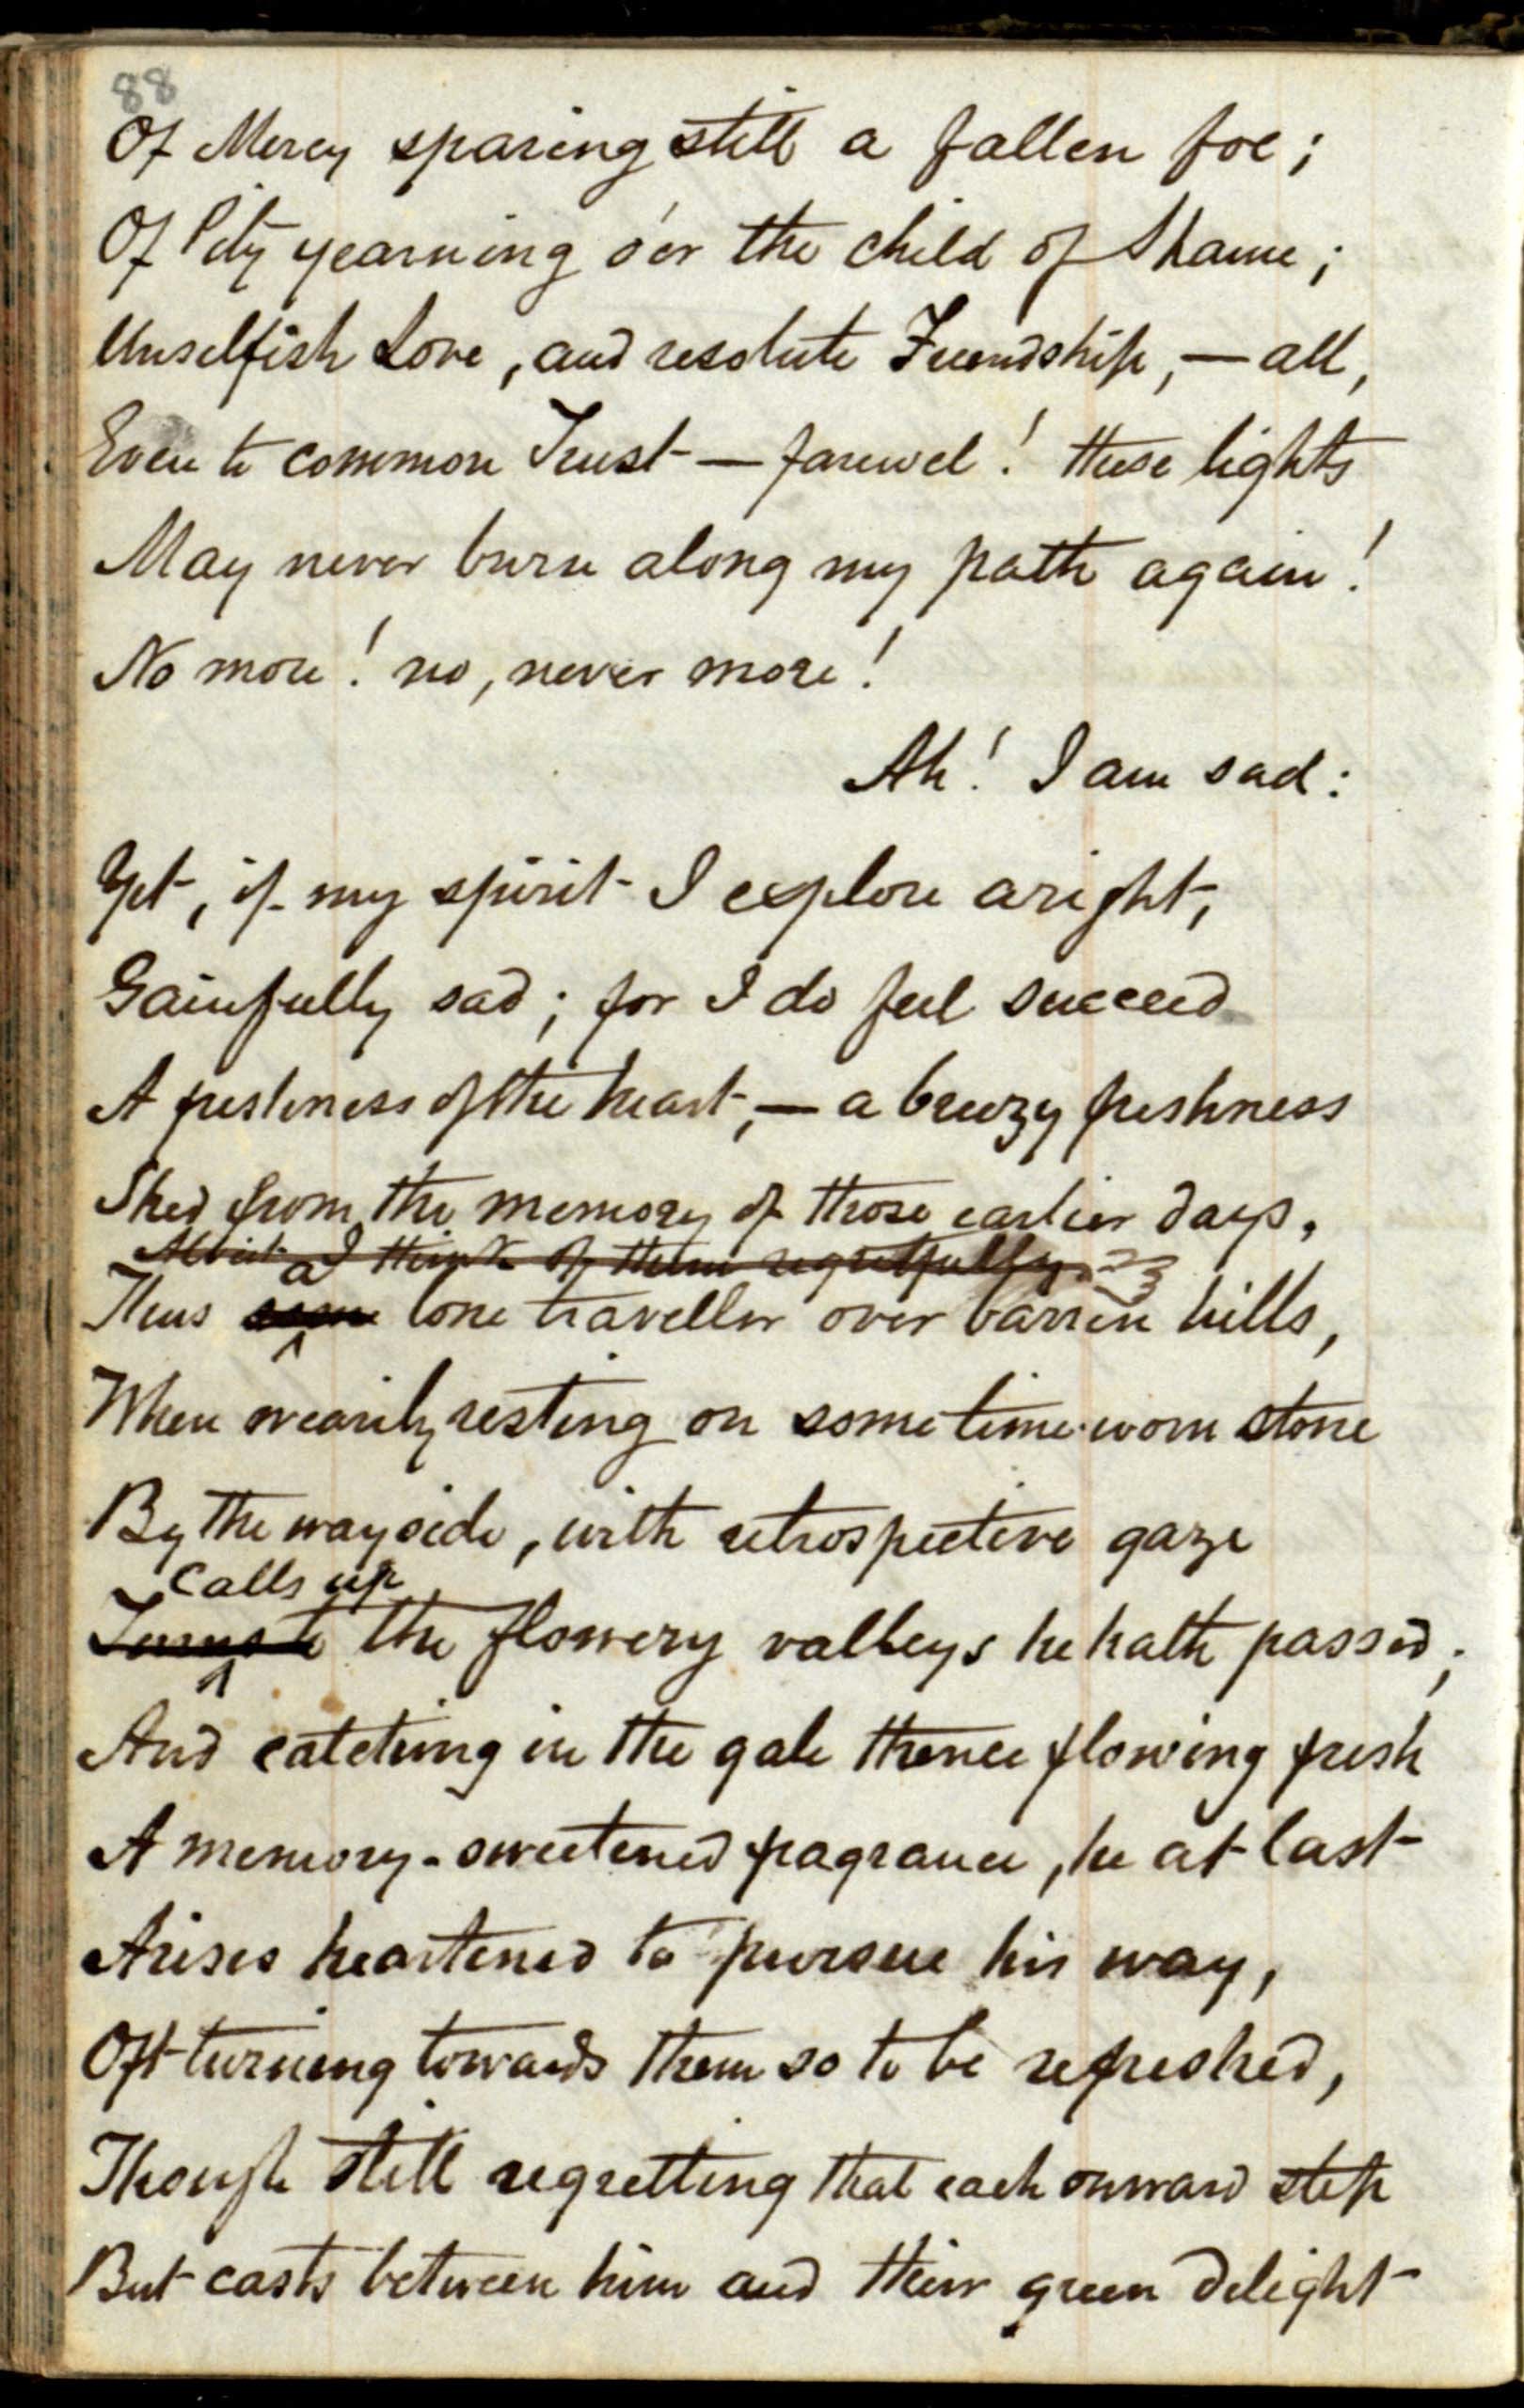 88
Of Mercy sparing still a fallen foe;
Of Pity yearning o'er the child of Shame;
Unselfish Love, and resolute Friendship, — all,
Even to common Trust — farewel! these lights
May never burn along my path again!
No more! no, never more!
Ah! I am sad:
Yet, if my spirit I explore aright,
Gainfully sad; for I do feel succeed
A freshness of the heart, — a breezy freshness
Shed from the memory of those earlier days,
Albeit I think of them regretfully.
a
Thus some lone traveller over barren hills,
When wearily resting on some time-worn stone
By the wayside, with retrospective gaze
Calls up
Turns to the flowery valleys he hath passed;
And catching in the gale thence flowing fresh
A memory-sweetened fragrance, he at last
Arises heartened to pursue his way,
Oft turning towards them so to be refreshed,
Though still regretting that each onward step
But casts between him and their green delight